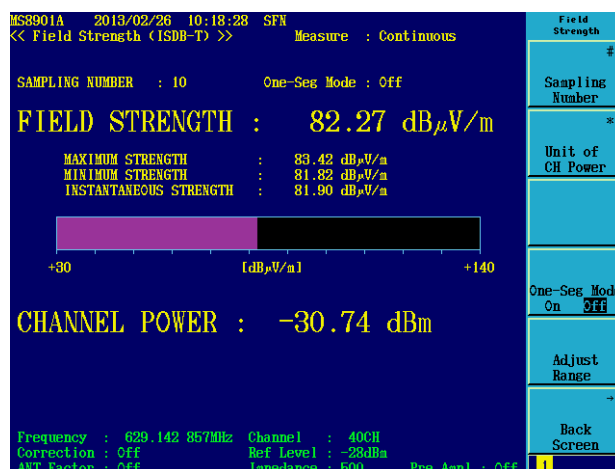 MS8901A 2013/02/26 10:18:28 SFN
<< Field Strength (ISDB-T) >> Measure : Continuous
SAMPLING NUMBER : 10 One-Seg Mode : Off
FIELD STRENGTH : 82.27 dBμV/m
MAXIMUM STRENGTH : 83.42 dBμV/m
MINIMUM STRENGTH : 81.82 dBμV/m
INSTANTANEOUS STRENGTH : 81.90 dBμV/m
+30 [dBμV/m] +140
CHANNEL POWER : -30.74 dBm
Frequency : 629.142 857MHz Channel : 40CH
Correction : Off Ref Level : -28dBm
ANT Factor : Off Impedance : 50Ω Pre Ampl : Off
Field
Strength
#
Sampling
Number
*
Unit of
CH Power
One-Seg Mod
On Off
Adjust
Range
→
Back
Screen
1